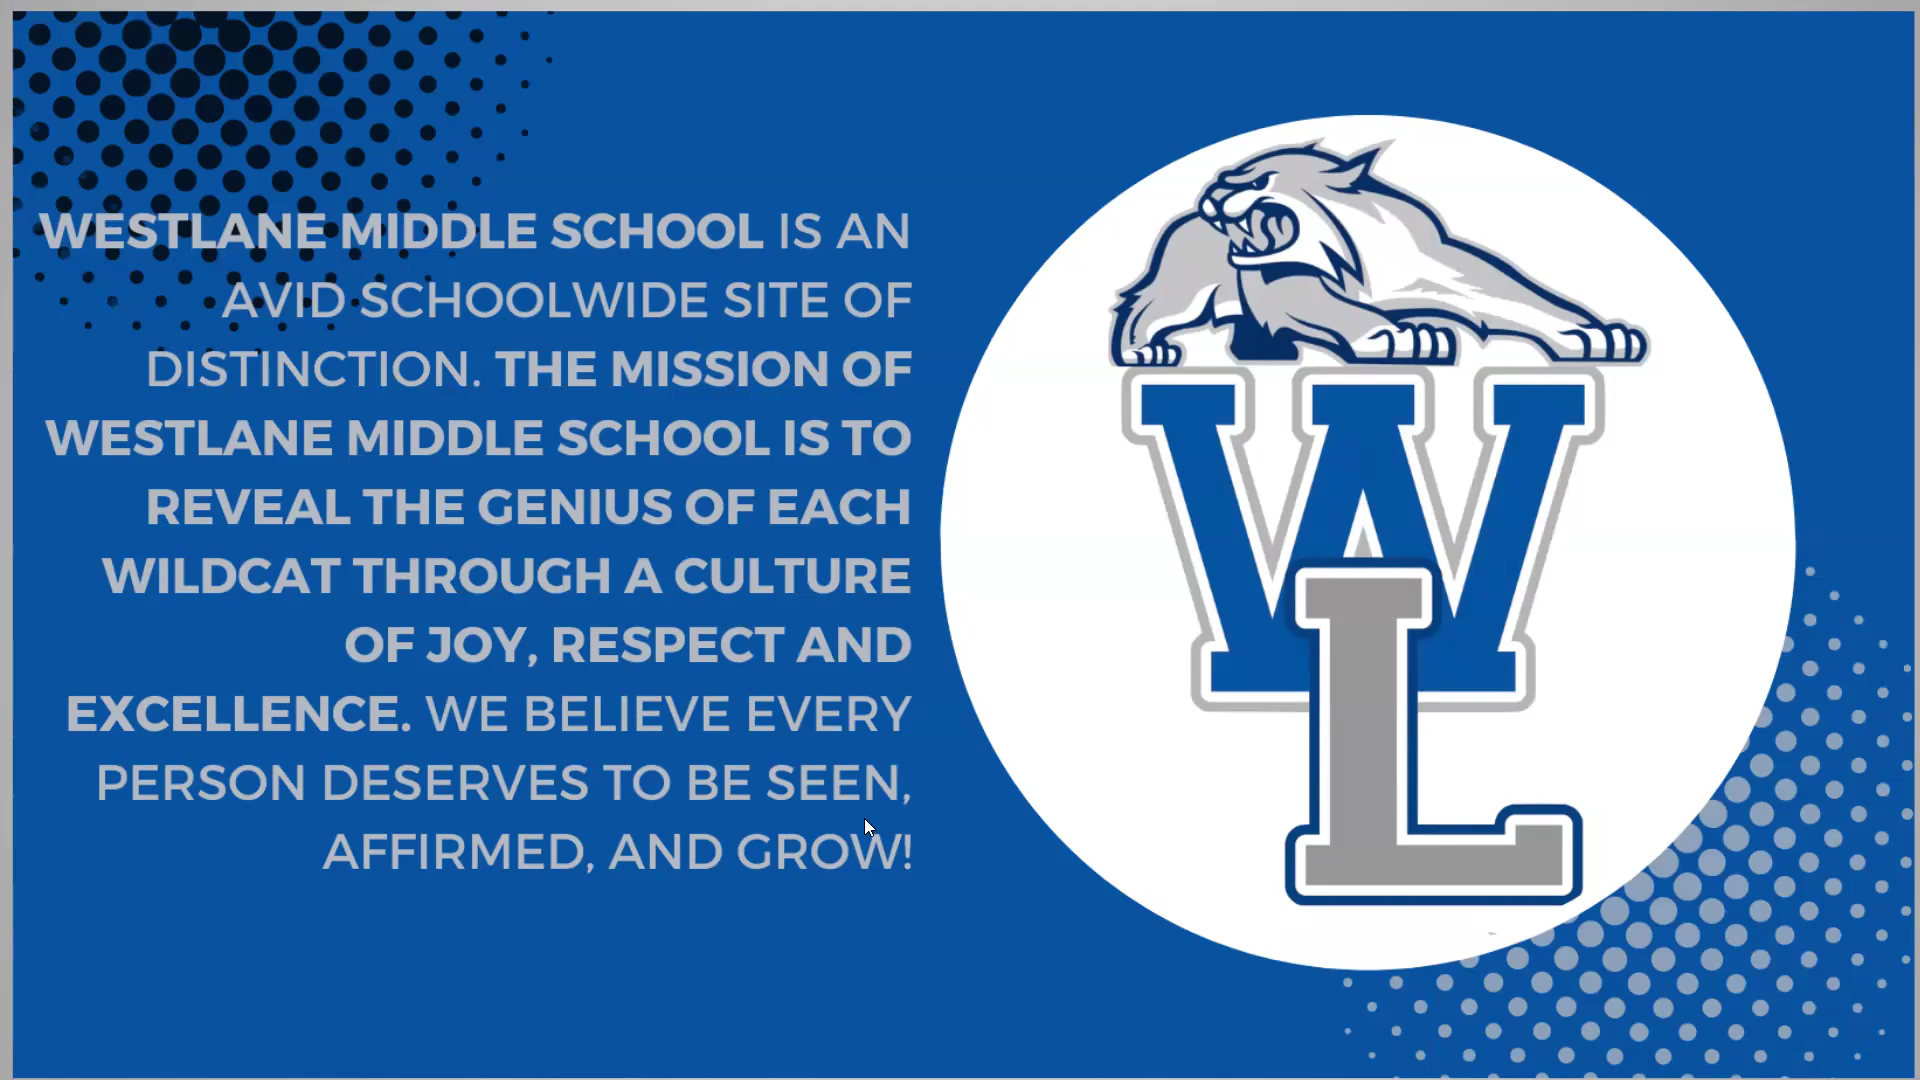 WESTLANE MIDDLE SCHOOL IS AN
AVID SCHOOLWIDE SITE OF
DISTINCTION. THE MISSION OF
WESTLANE MIDDLE SCHOOL IS TO
REVEAL THE GENIUS OF EACH
WILDCAT THROUGH A CULTURE
OF JOY, RESPECT AND
EXCELLENCE. WE BELIEVE EVERY
PERSON DESERVES TO BE SEEN,
AFFIRMED, AND GROW!
W
L